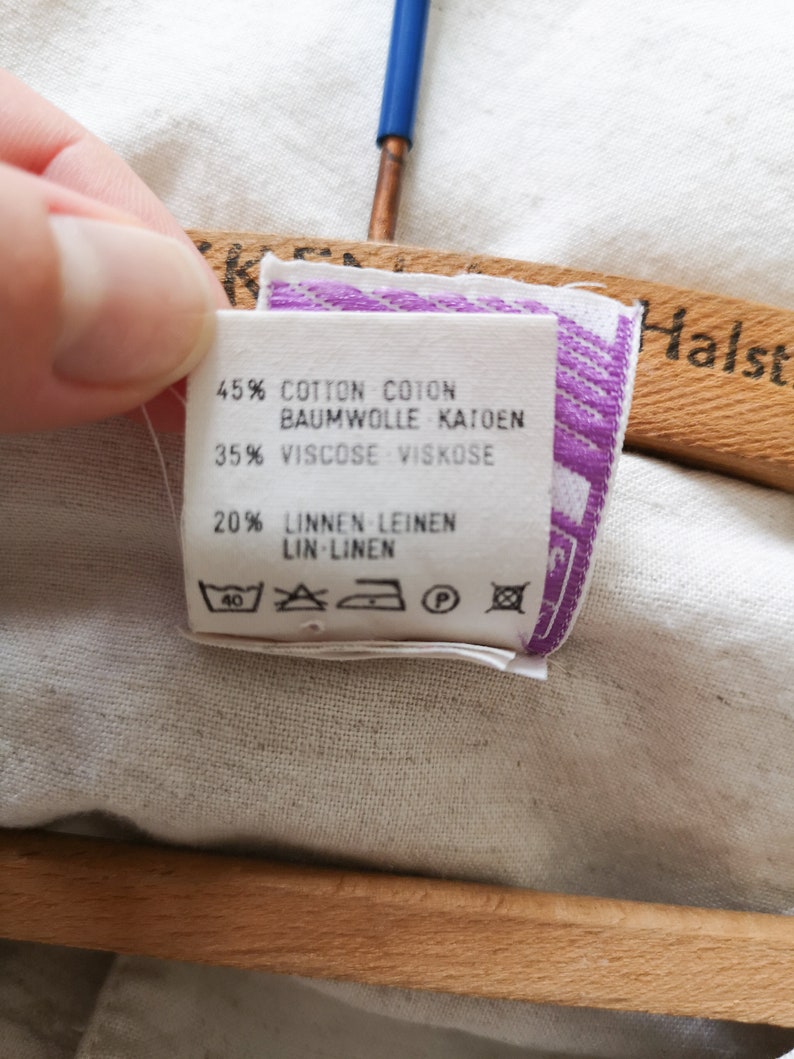 Halst
45% COTTON·COTON
BAUMWOLLE·KATOEN
35% VISCOSE·VISKOSE
20% LINNEN·LEINEN
LIN·LINEN
40 P